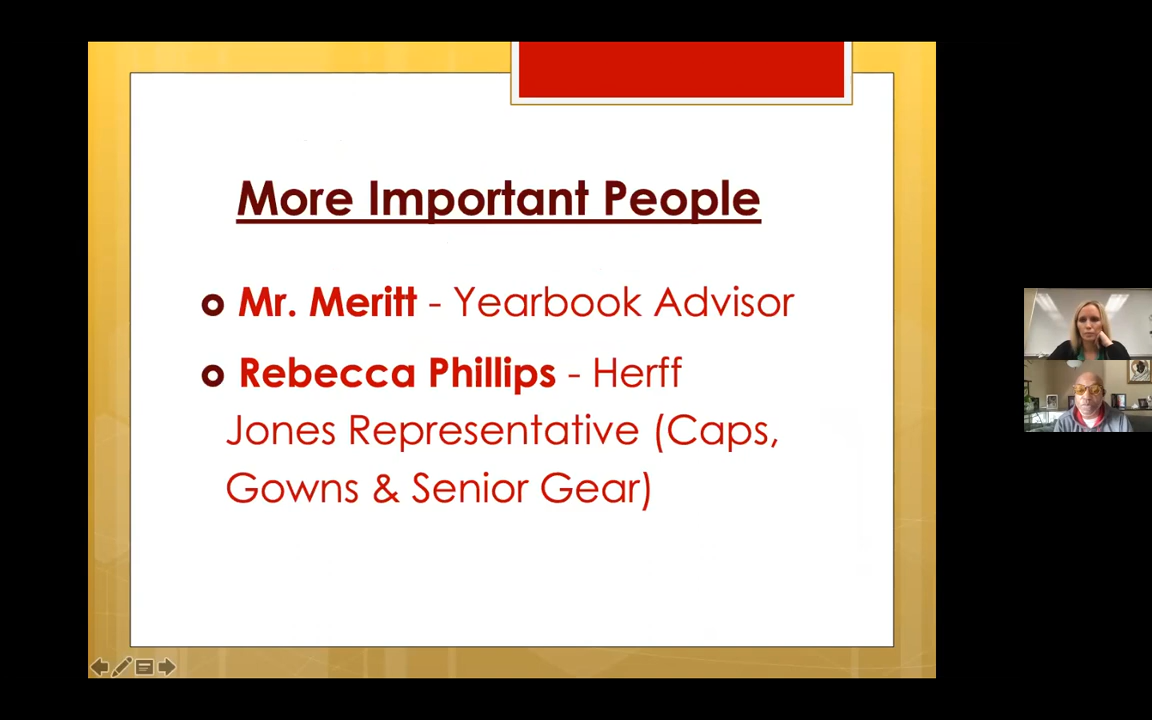 More Important People
Mr. Meritt - Yearbook Advisor
Rebecca Phillips - Herff
Jones Representative (Caps,
Gowns & Senior Gear)